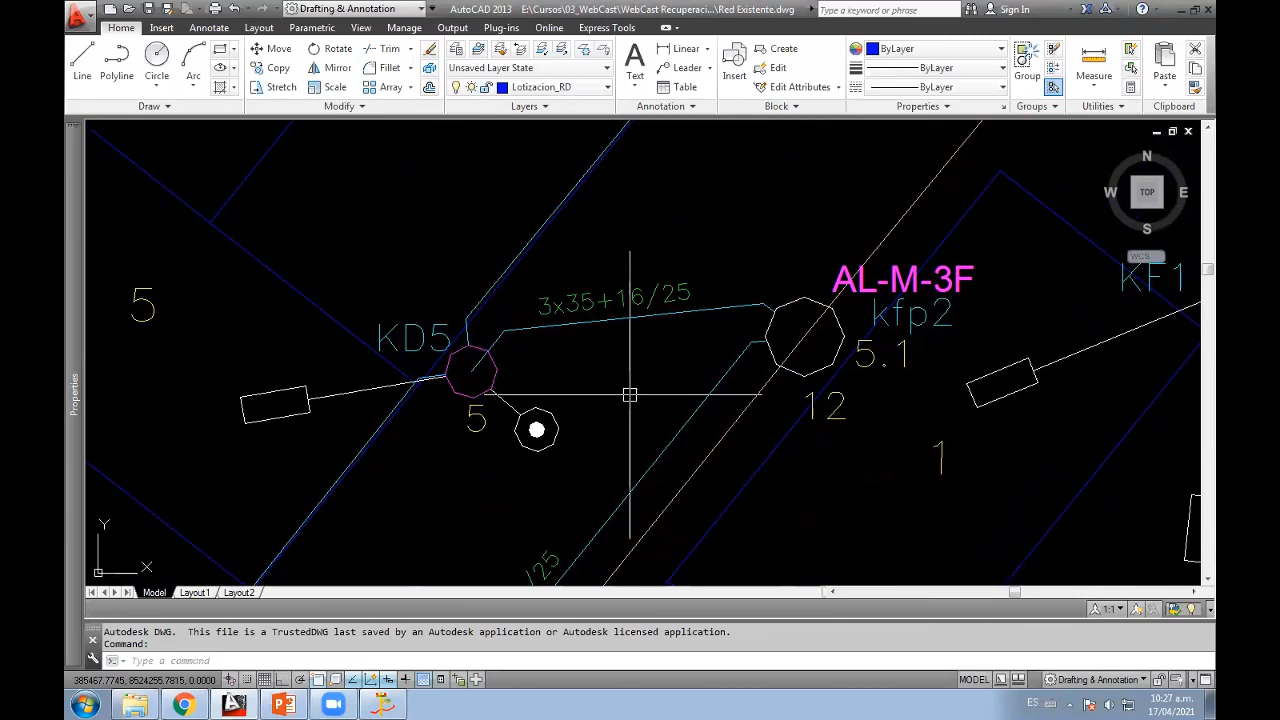 Drafting & Annotation
AutoCAD 2013
E:\Cursos\03_WebCast\WebCast Recuperaci...\Red Existente.dwg
Type a keyword or phrase
Sign In
Home Insert Annotate Layout Parametric View Manage Output Plug-ins Online Express Tools
Line Polyline Circle Arc
Move Rotate Trim
Copy Mirror Fillet
Stretch Scale Array
Unsaved Layer State
Lotizacion_RD
Text
Linear
Leader
Table
Insert
Create
Edit
Edit Attributes
ByLayer
ByLayer
ByLayer
Group
Measure
Paste
Draw Modify Layers Annotation Block Properties Groups Utilities Clipboard
N
W TOP E
S
WCS
AL-M-3F
KF1
3x35+16/25
kfp2
5
KD5
5.1
5
12
1
125
Properties
Y
X
Model Layout1 Layout2
1:1
Autodesk DWG. This file is a TrustedDWG last saved by an Autodesk application or Autodesk licensed application.
Command:
Type a command
385467.7745, 8524255.7815, 0.0000
MODEL
Drafting & Annotation
ES
10:27 a.m.
17/04/2021